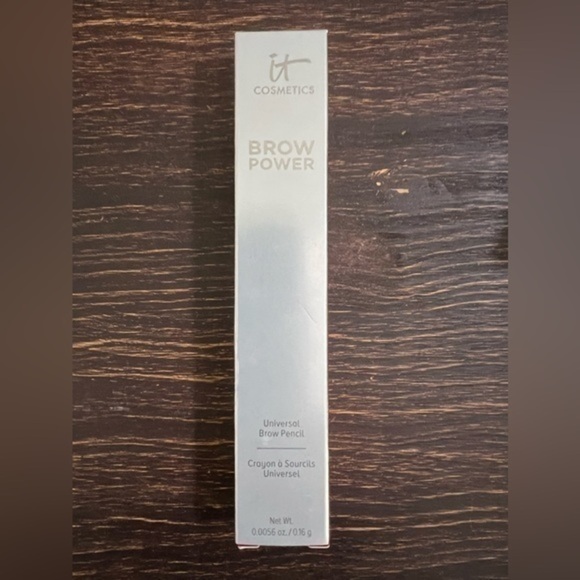 it
COSMETICS
BROW
POWER
Universal
Brow Pencil
Crayon à Sourcils
Universel
Net Wt.
0.0056 oz./0.16 g